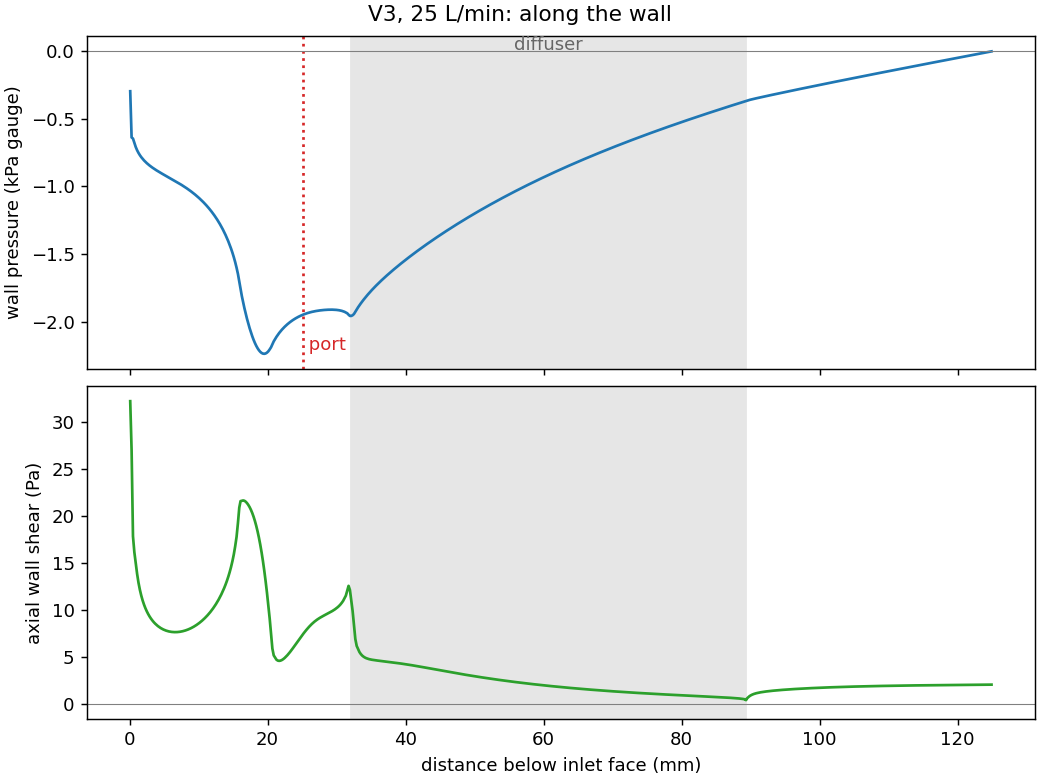 V3, 25 L/min: along the wall
diffuser
0.0
−0.5
−1.0
−1.5
−2.0
wall pressure (kPa gauge)
port
30
25
20
15
10
5
0
axial wall shear (Pa)
0 20 40 60 80 100 120
distance below inlet face (mm)